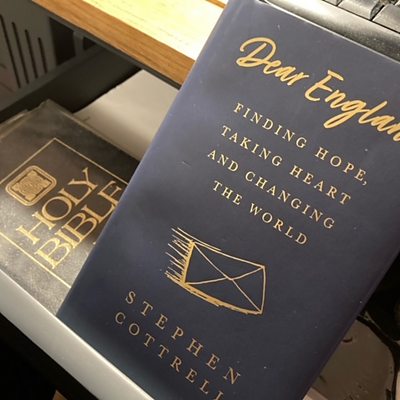 Dear England
FINDING HOPE,
TAKING HEART
AND CHANGING
THE WORLD
STEPHEN
COTTRELL
HOLY
BIBLE